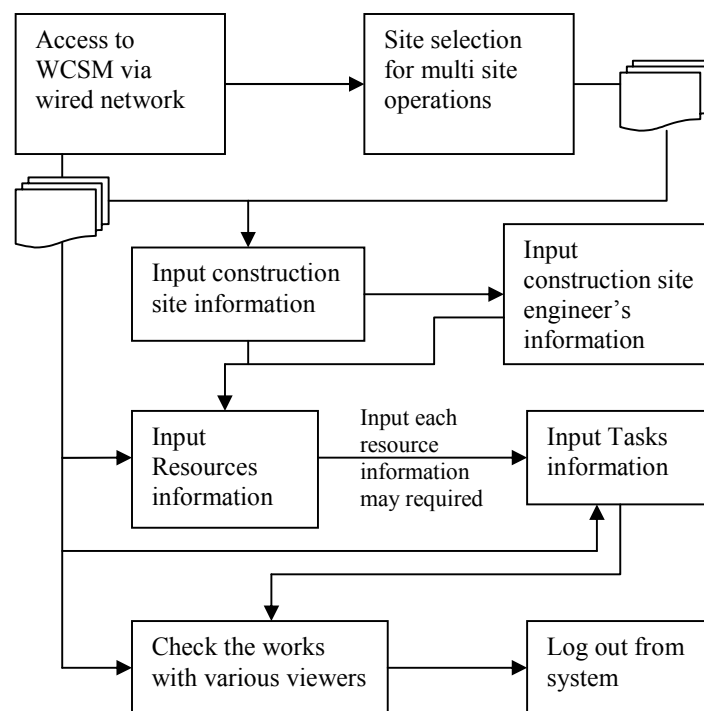 Access to
WCSM via
wired network
Site selection
for multi site
operations
Input construction
site information
Input
construction site
engineer’s
information
Input
Resources
information
Input each
resource
information
may required
Input Tasks
information
Check the works
with various viewers
Log out from
system